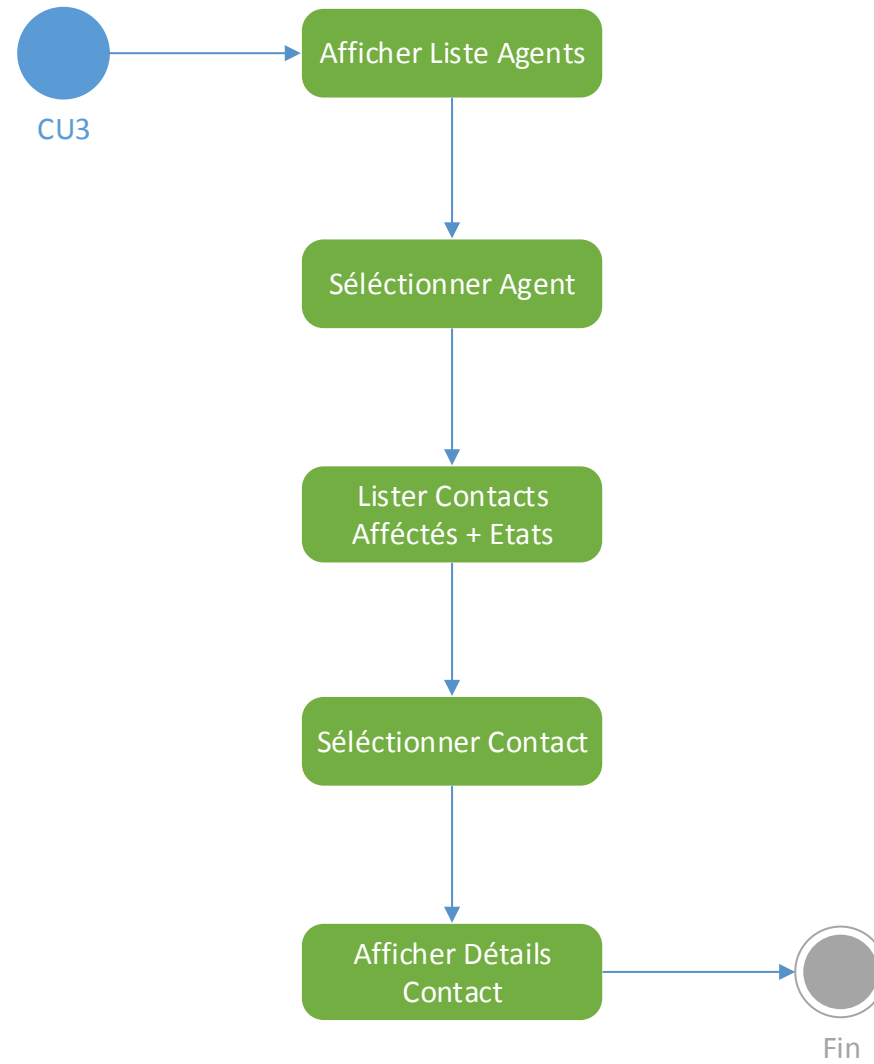 Afficher Liste Agents
CU3
Séléctionner Agent
Lister Contacts
Afféctés + Etats
Séléctionner Contact
Afficher Détails
Contact
Fin